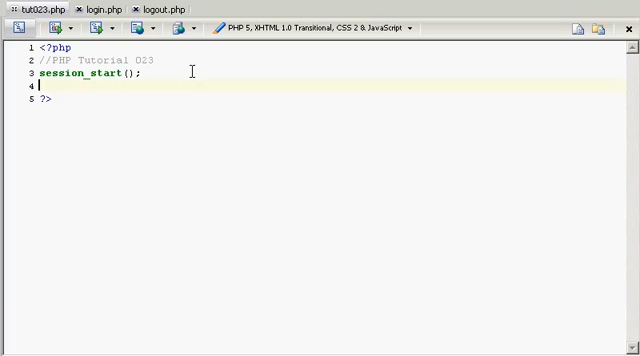 tut023.php login.php logout.php
PHP 5, XHTML 1.0 Transitional, CSS 2 & JavaScript
1 <?php
2 //PHP Tutorial 023
3 session_start();
4
5 ?>